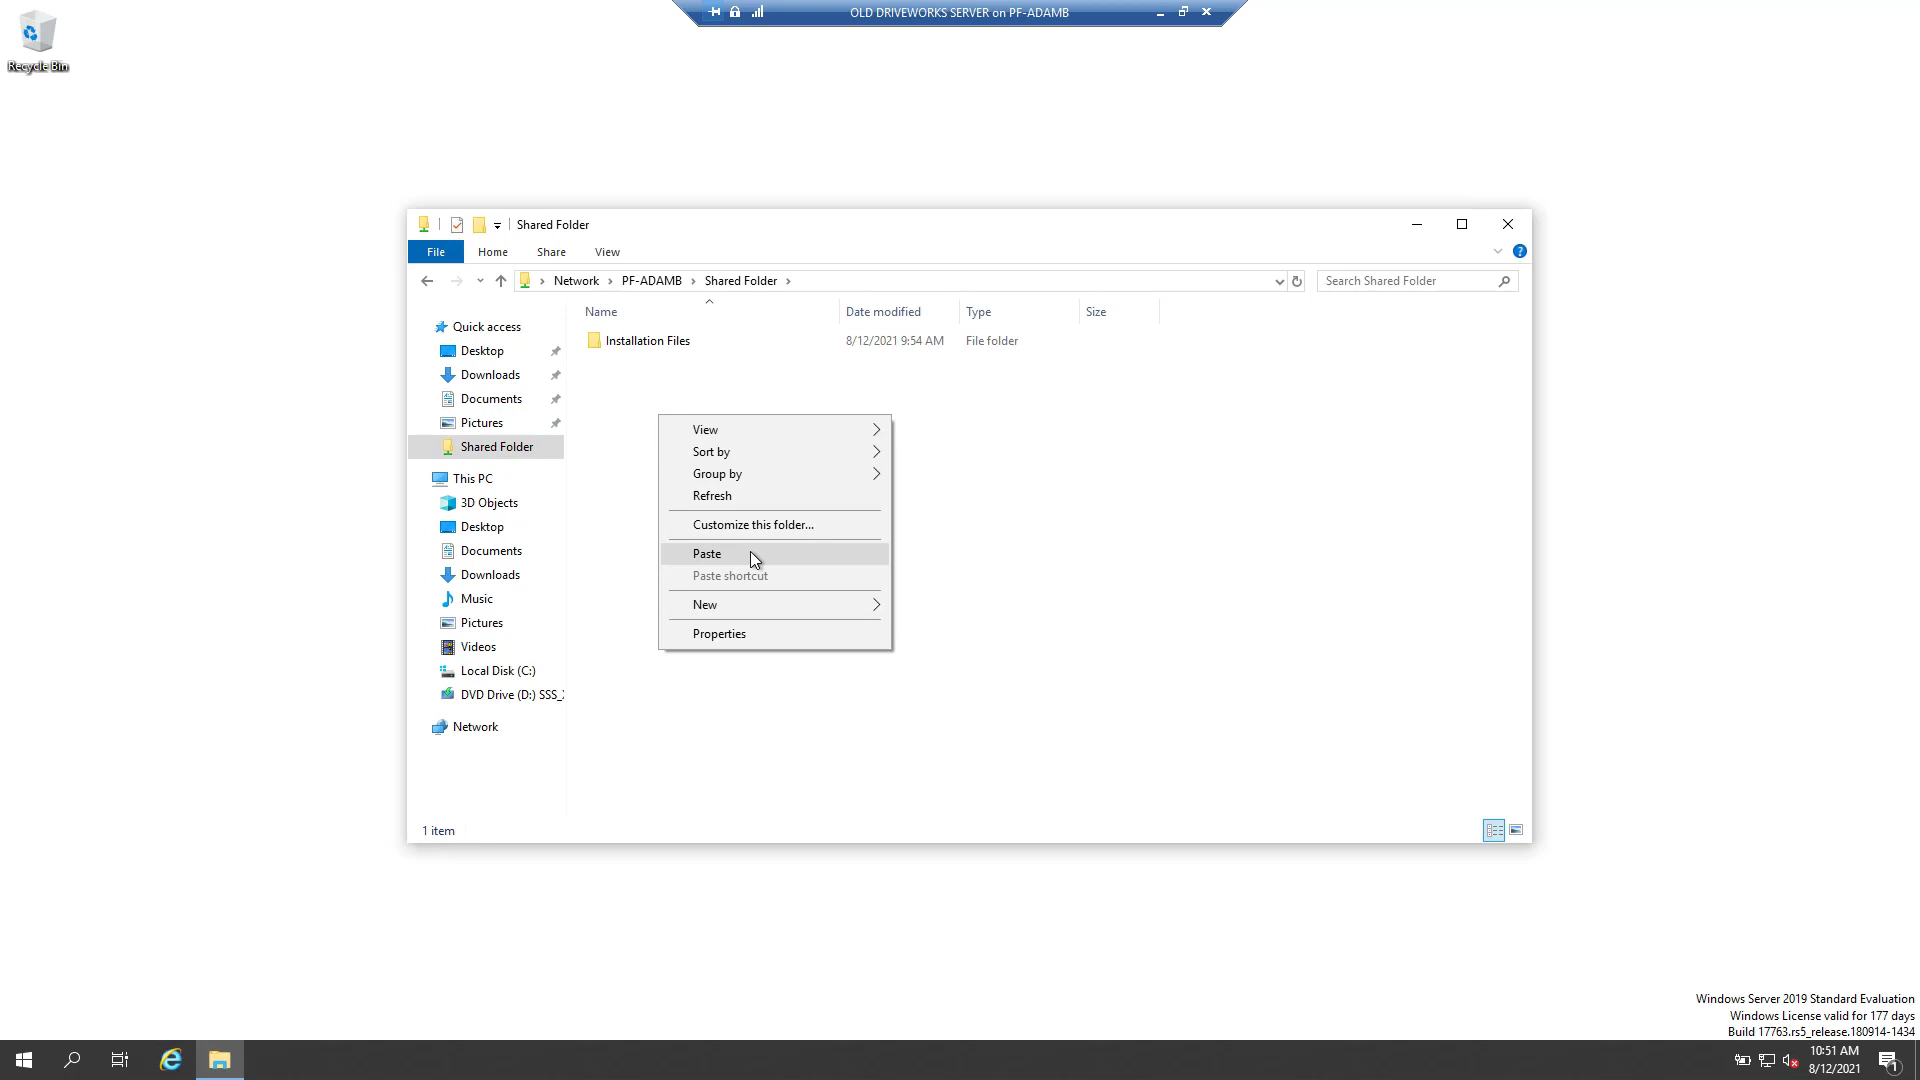 OLD DRIVEWORKS SERVER on PF-ADAMB
Recycle Bin
Shared Folder
File Home Share View
Network PF-ADAMB Shared Folder
Search Shared Folder
Name Date modified Type Size
Installation Files 8/12/2021 9:54 AM File folder
Quick access
Desktop
Downloads
Documents
Pictures
Shared Folder
This PC
3D Objects
Desktop
Documents
Downloads
Music
Pictures
Videos
Local Disk (C:)
DVD Drive (D:) SSS_
Network
View
Sort by
Group by
Refresh
Customize this folder...
Paste
Paste shortcut
New
Properties
1 item
Windows Server 2019 Standard Evaluation
Windows License valid for 177 days
Build 17763.rs5_release.180914-1434
10:51 AM
8/12/2021
1